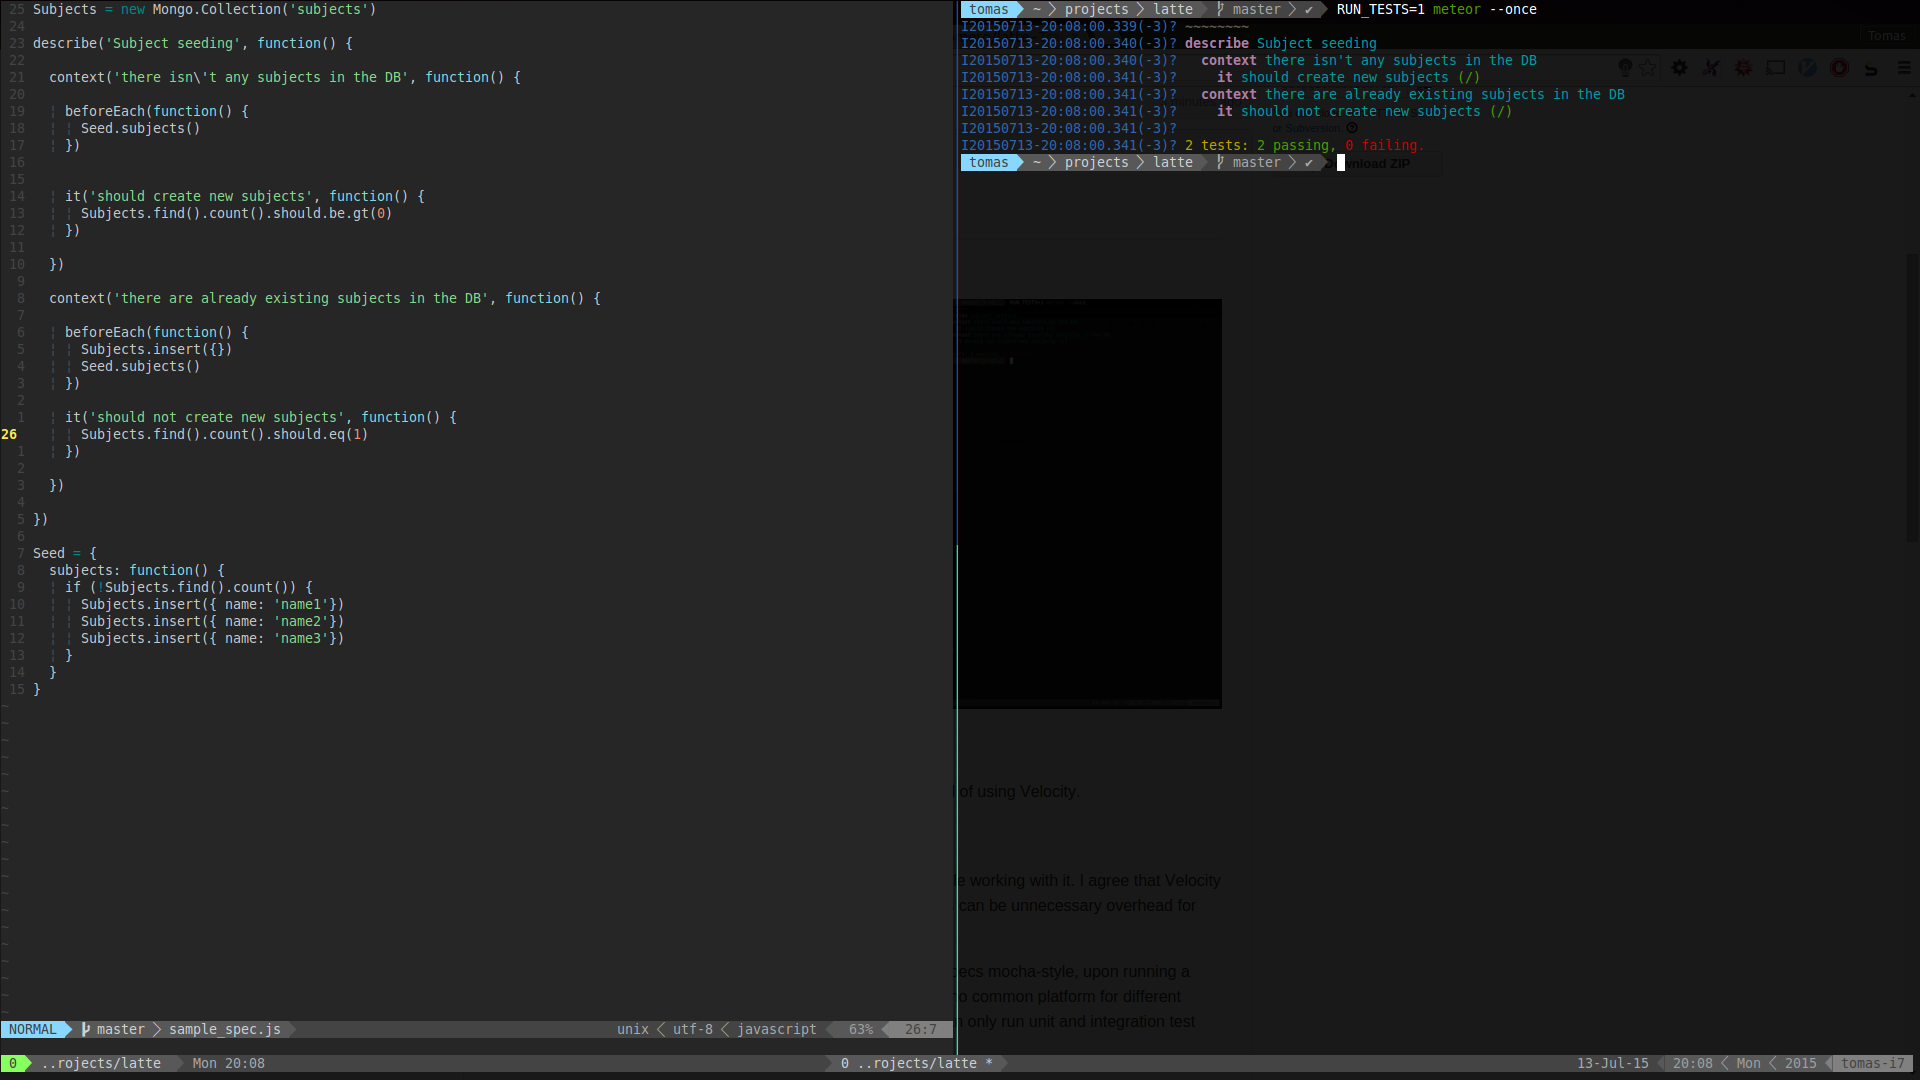 25 Subjects = new Mongo.Collection('subjects')
24
23 describe('Subject seeding', function() {
22
21 context('there isn\'t any subjects in the DB', function() {
20
19 ¦ beforeEach(function() {
18 ¦ ¦ Seed.subjects()
17 ¦ })
16
15
14 ¦ it('should create new subjects', function() {
13 ¦ ¦ Subjects.find().count().should.be.gt(0)
12 ¦ })
11
10 })
9
8 context('there are already existing subjects in the DB', function() {
7
6 ¦ beforeEach(function() {
5 ¦ ¦ Subjects.insert({})
4 ¦ ¦ Seed.subjects()
3 ¦ })
2
1 ¦ it('should not create new subjects', function() {
26 ¦ ¦ Subjects.find().count().should.eq(1)
1 ¦ })
2
3 })
4
5 })
6
7 Seed = {
8 subjects: function() {
9 ¦ if (!Subjects.find().count()) {
10 ¦ ¦ Subjects.insert({ name: 'name1'})
11 ¦ ¦ Subjects.insert({ name: 'name2'})
12 ¦ ¦ Subjects.insert({ name: 'name3'})
13 ¦ }
14 }
15 }
NORMAL master sample_spec.js unix utf-8 javascript 63% 26:7
tomas ~ projects latte master ✔ RUN_TESTS=1 meteor --once
I20150713-20:08:00.339(-3)? ~~~~~~~~
I20150713-20:08:00.340(-3)? describe Subject seeding
I20150713-20:08:00.340(-3)? context there isn't any subjects in the DB
I20150713-20:08:00.341(-3)? it should create new subjects (/)
I20150713-20:08:00.341(-3)? context there are already existing subjects in the DB
I20150713-20:08:00.341(-3)? it should not create new subjects (/)
I20150713-20:08:00.341(-3)?
I20150713-20:08:00.341(-3)? 2 tests: 2 passing, 0 failing.
tomas ~ projects latte master ✔
Tomas
or Subversion.
Download ZIP
of using Velocity.
working with it. I agree that Velocity
can be unnecessary overhead for
mocha-style, upon running a
common platform for different
only run unit and integration test
0 ..rojects/latte Mon 20:08 0 ..rojects/latte * 13-Jul-15 20:08 Mon 2015 tomas-i7